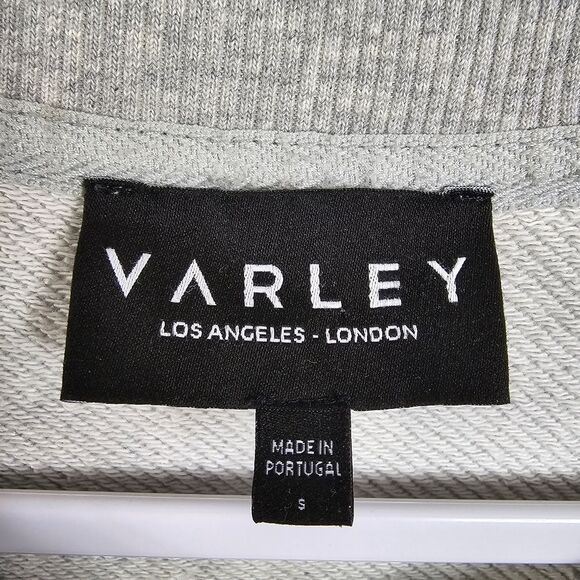 VARLEY
LOS ANGELES - LONDON
MADE IN
PORTUGAL
S